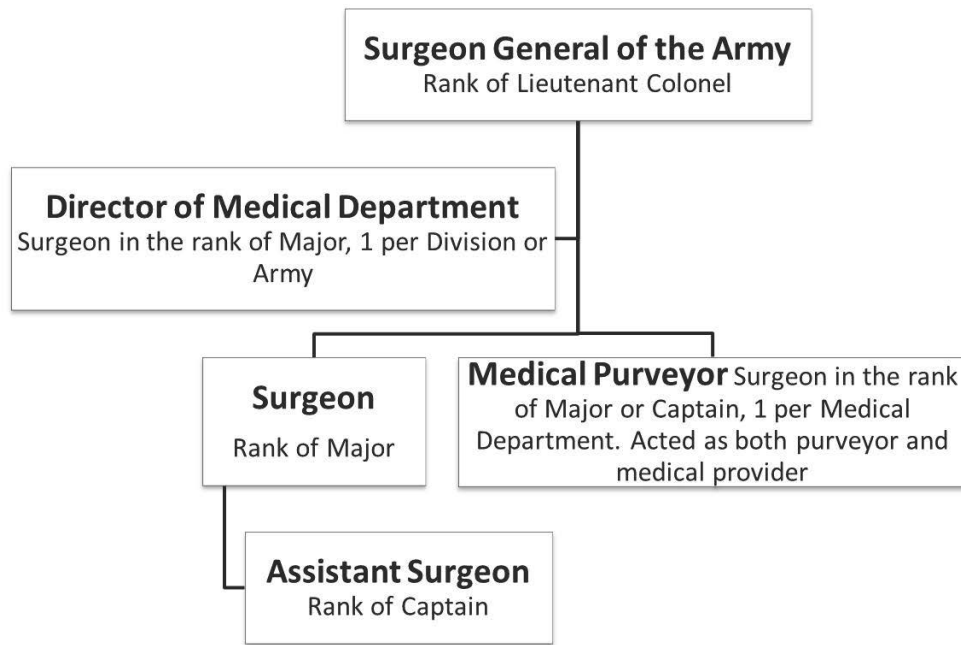 Surgeon General of the Army
Rank of Lieutenant Colonel
Director of Medical Department
Surgeon in the rank of Major, 1 per Division or
Army
Surgeon
Rank of Major
Medical Purveyor Surgeon in the rank
of Major or Captain, 1 per Medical
Department. Acted as both purveyor and
medical provider
Assistant Surgeon
Rank of Captain